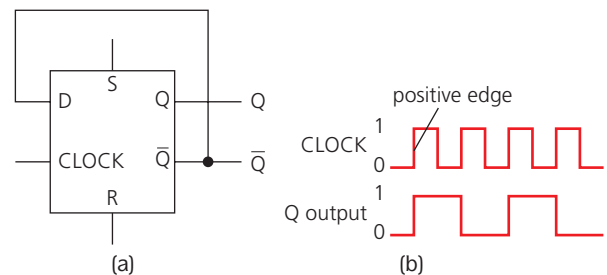 S
D
Q
Q
CLOCK
Q̅
Q̅
R
(a)
positive edge
1
CLOCK
0
1
Q output
0
(b)